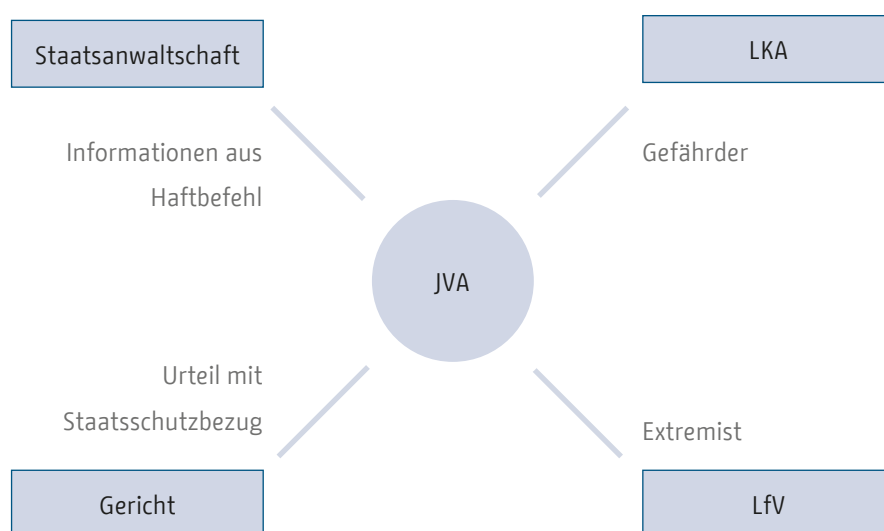 Staatsanwaltschaft
LKA
Informationen aus
Haftbefehl
Gefährder
JVA
Urteil mit
Staatsschutzbezug
Extremist
Gericht
LfV